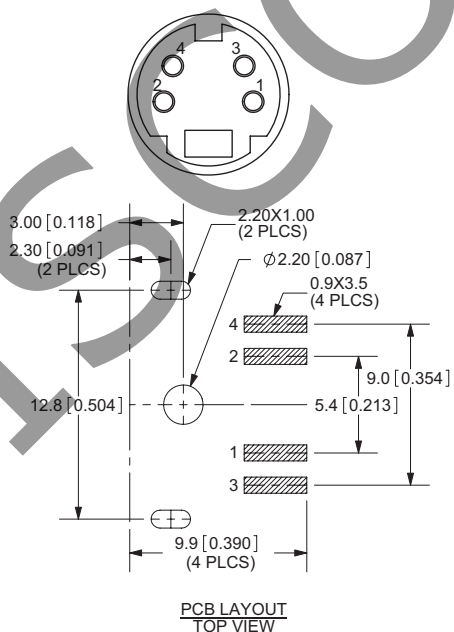 4 3
2 1
3.00 [0.118]
2.20X1.00
(2 PLCS)
2.30 [0.091]
(2 PLCS)
⌀2.20 [0.087]
0.9X3.5
(4 PLCS)
4
2
9.0 [0.354]
12.8 [0.504]
5.4 [0.213]
1
3
9.9 [0.390]
(4 PLCS)
PCB LAYOUT
TOP VIEW